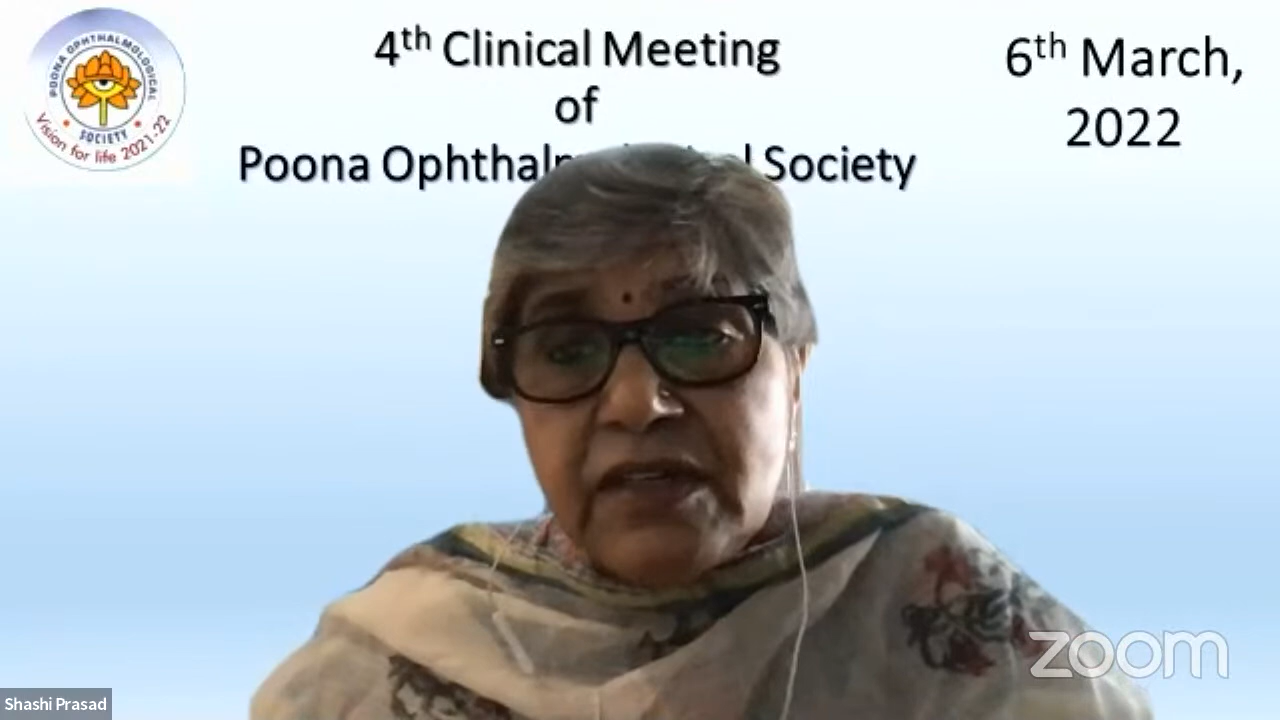 4th Clinical Meeting
of
Poona Society
6th March,
2022
POONA OPHTHALMOLOGICAL
SOCIETY
Vision for life 2021-22
zoom
Shashi Prasad